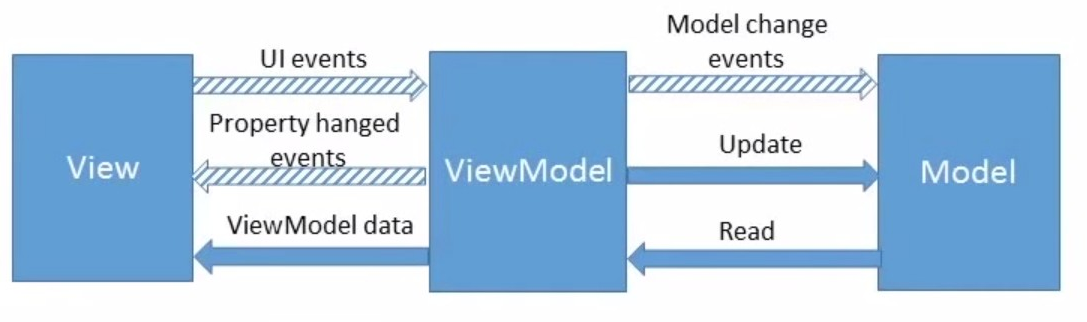 Model change
events
UI events
Property hanged
events
Update
View
ViewModel
Model
ViewModel data
Read